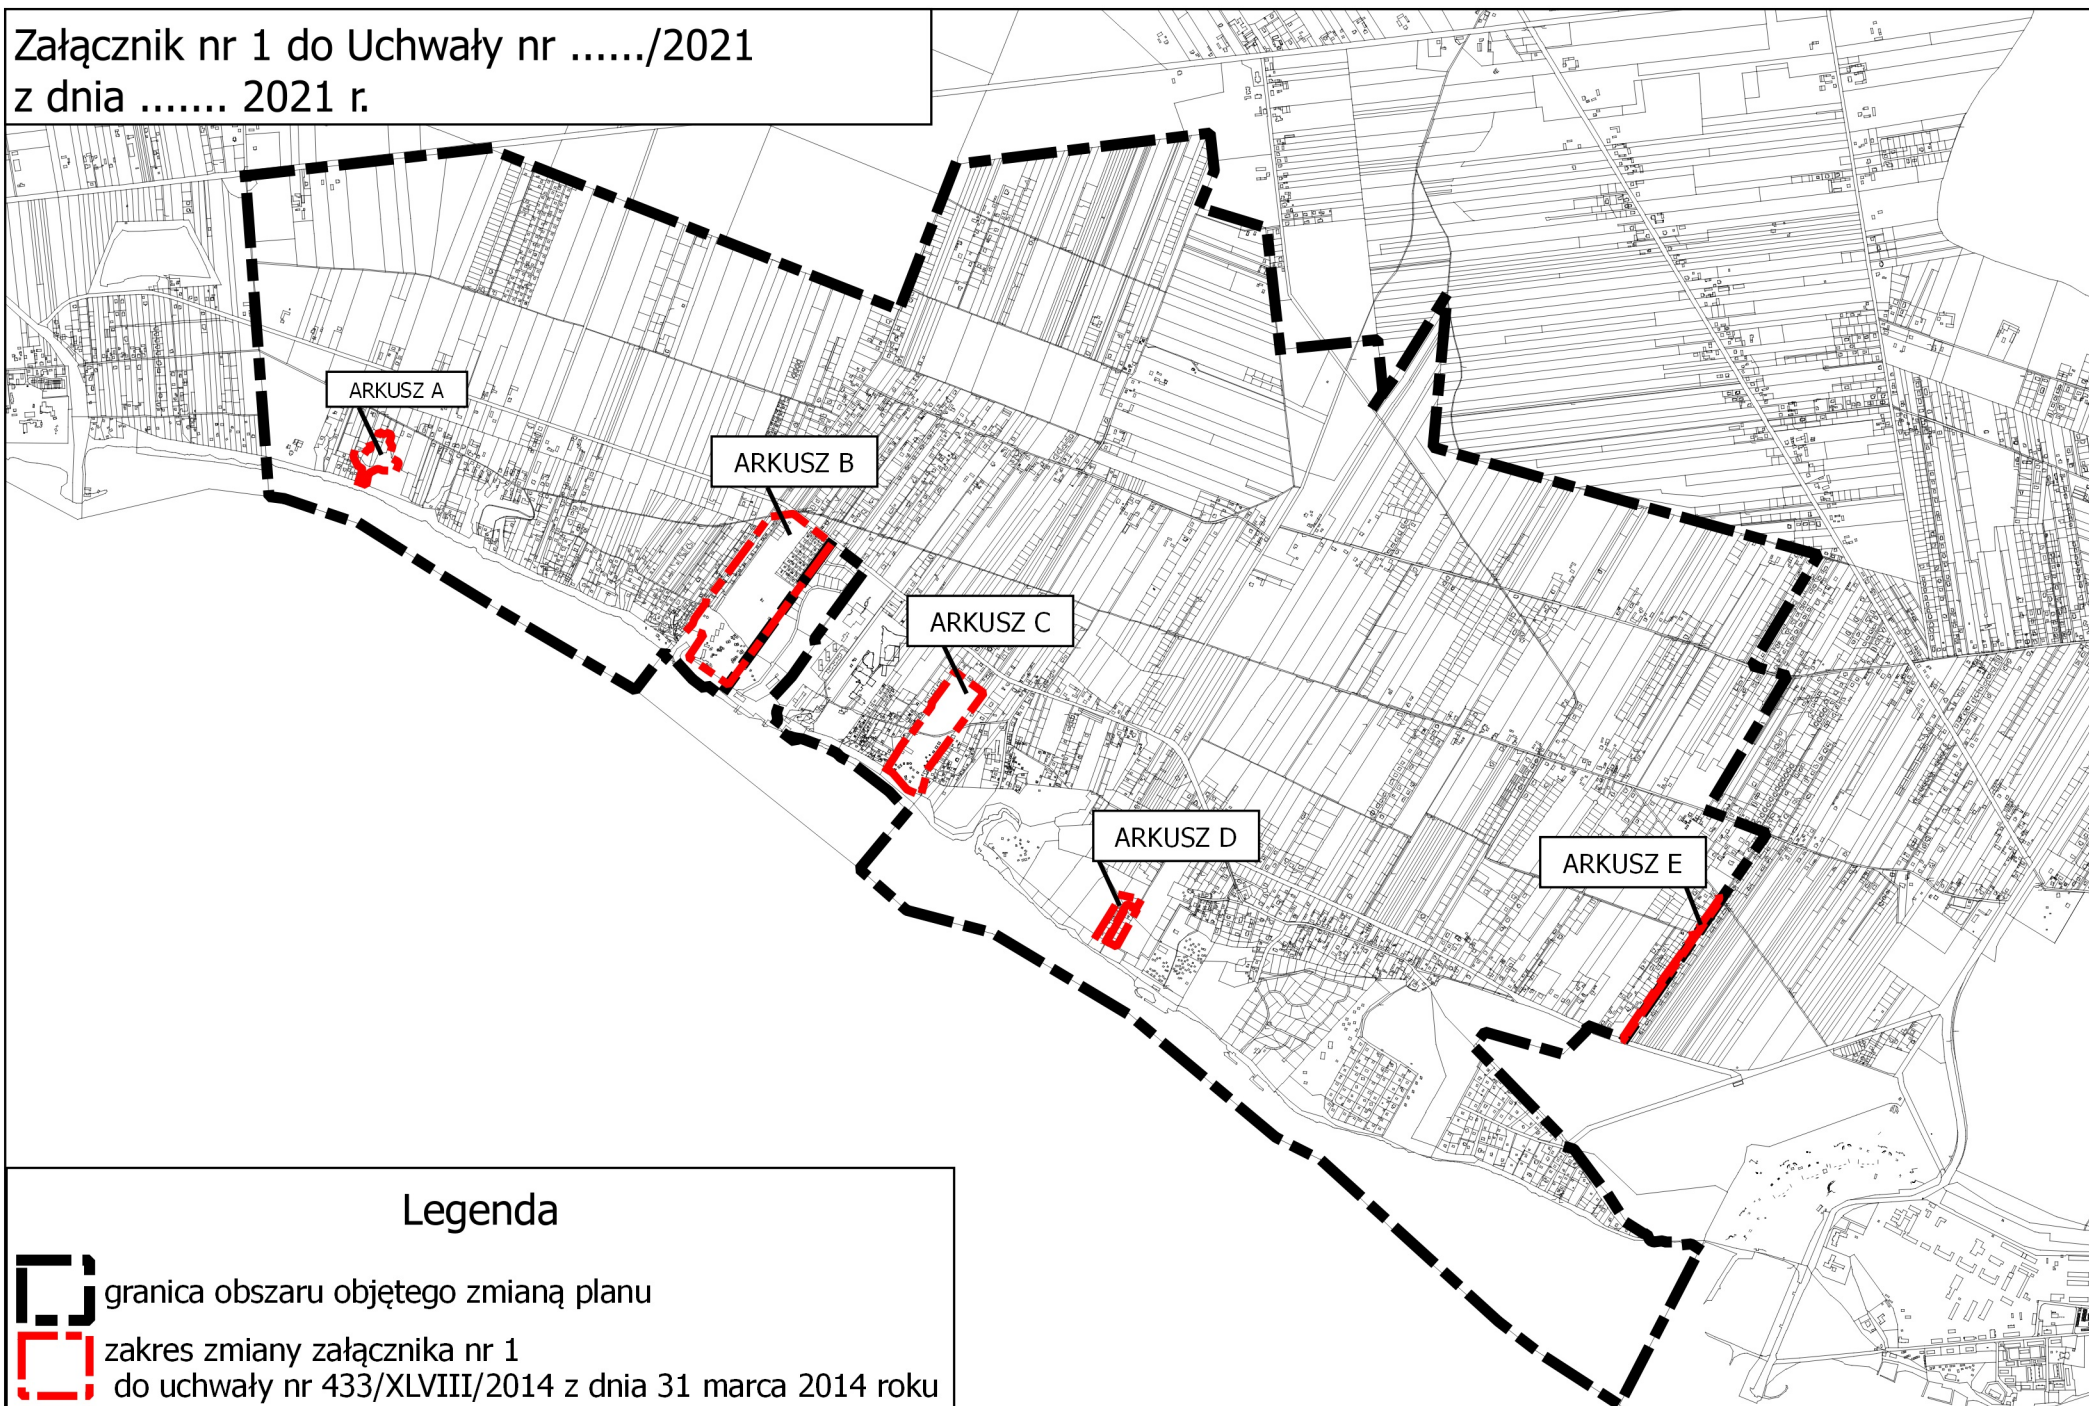 Załącznik nr 1 do Uchwały nr ....../2021
z dnia ....... 2021 r.
ARKUSZ A
ARKUSZ B
ARKUSZ C
ARKUSZ D
ARKUSZ E
Legenda
granica obszaru objętego zmianą planu
zakres zmiany załącznika nr 1
do uchwały nr 433/XLVIII/2014 z dnia 31 marca 2014 roku